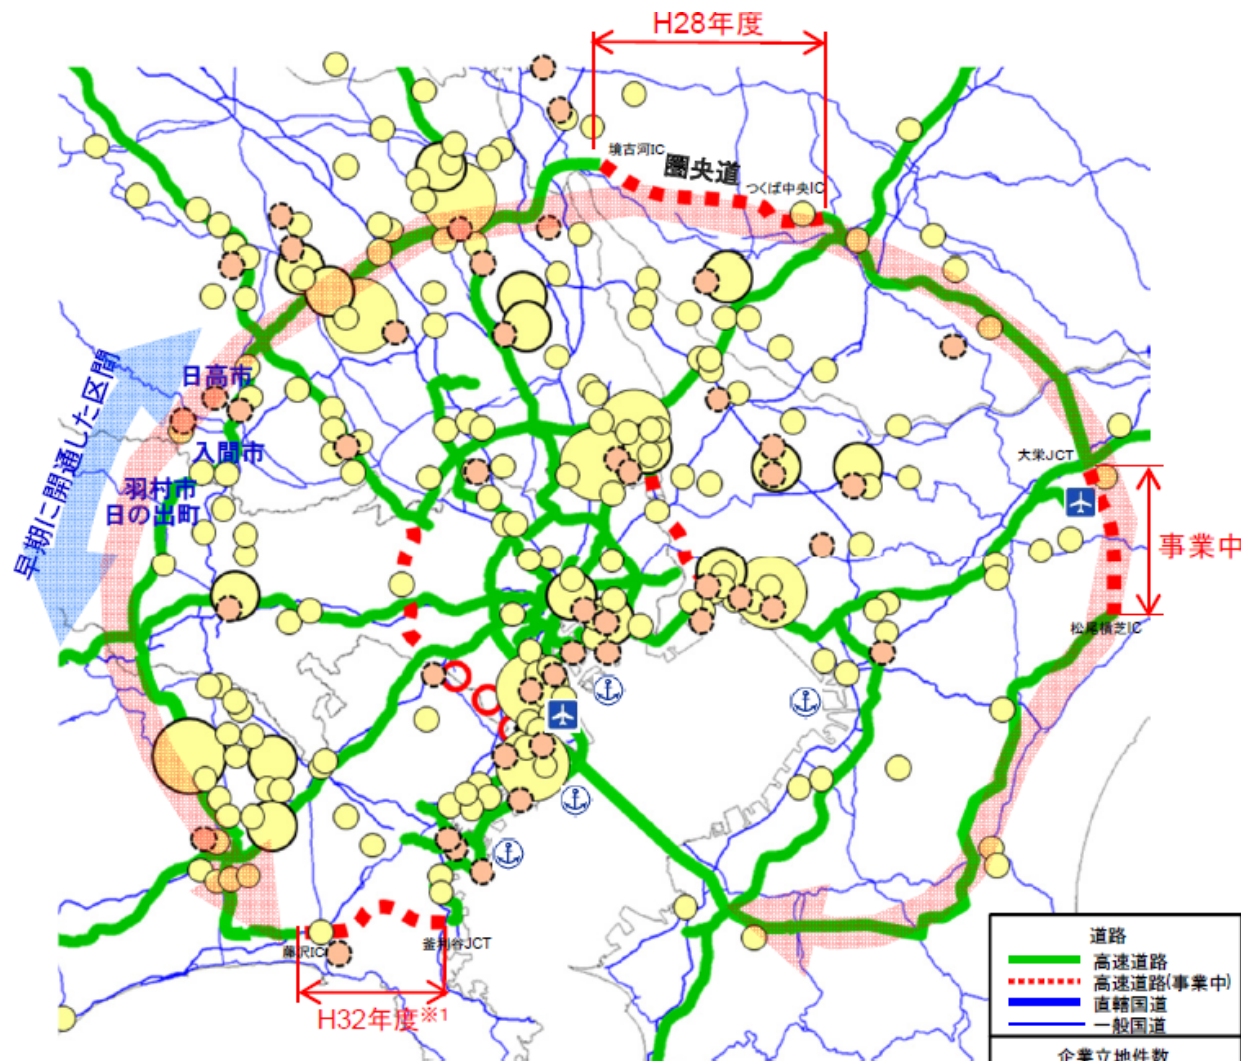 H28年度
境古河IC
圏央道
つくば中央IC
早期に開通した区間
日高市
入間市
羽村市
日の出町
大栄JCT
事業中
松尾横芝IC
藤沢IC
釜利谷JCT
H32年度※1
道路
高速道路
高速道路(事業中)
直轄国道
一般国道
企業立地件数